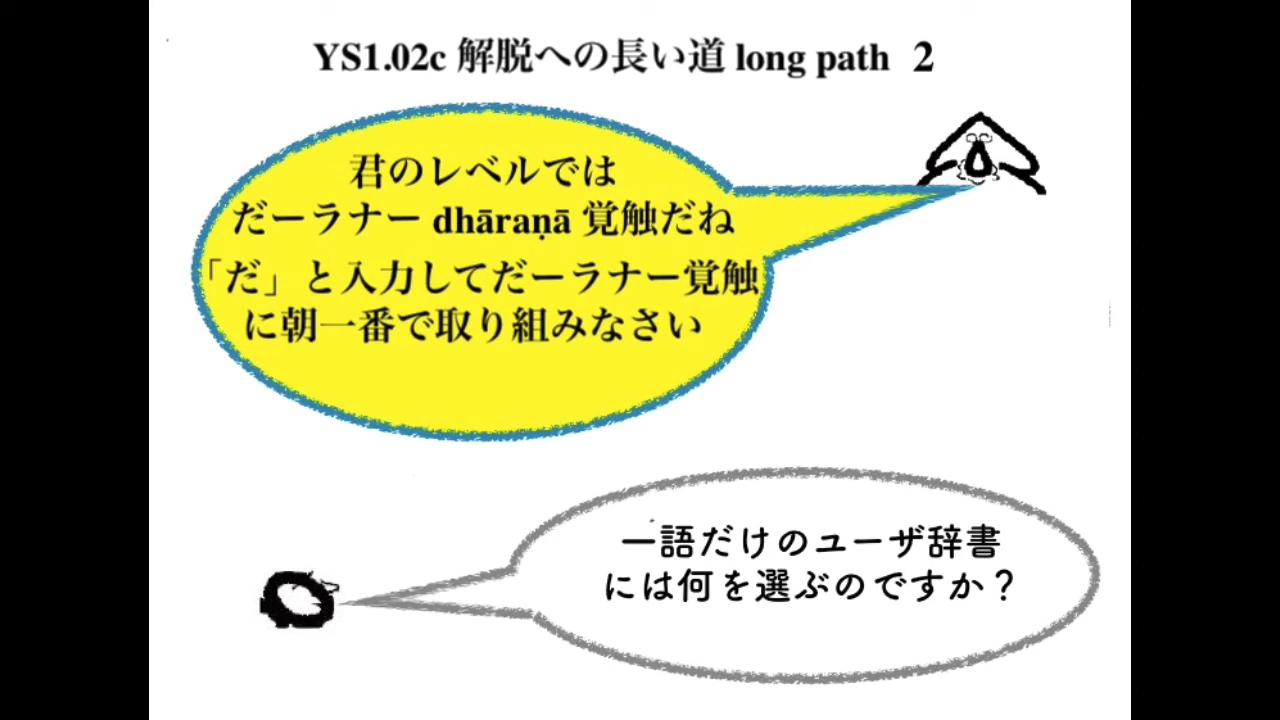 YS1.02c 解脱への長い道 long path 2
君のレベルでは
だーラナー dhāraṇā 覚触だね
「だ」と入力してだーラナー覚触
に朝一番で取り組みなさい
一語だけのユーザ辞書
には何を選ぶのですか？